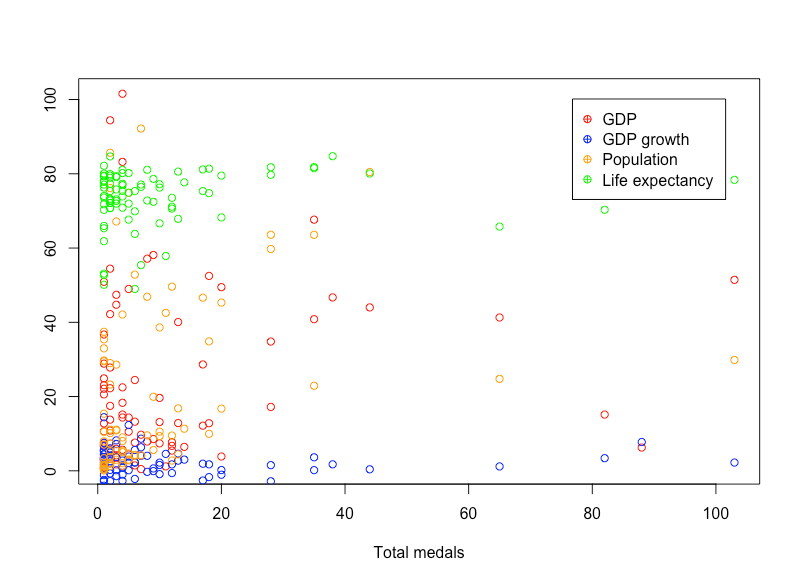 GDP
GDP growth
Population
Life expectancy
100
80
60
40
20
0
0 20 40 60 80 100
Total medals